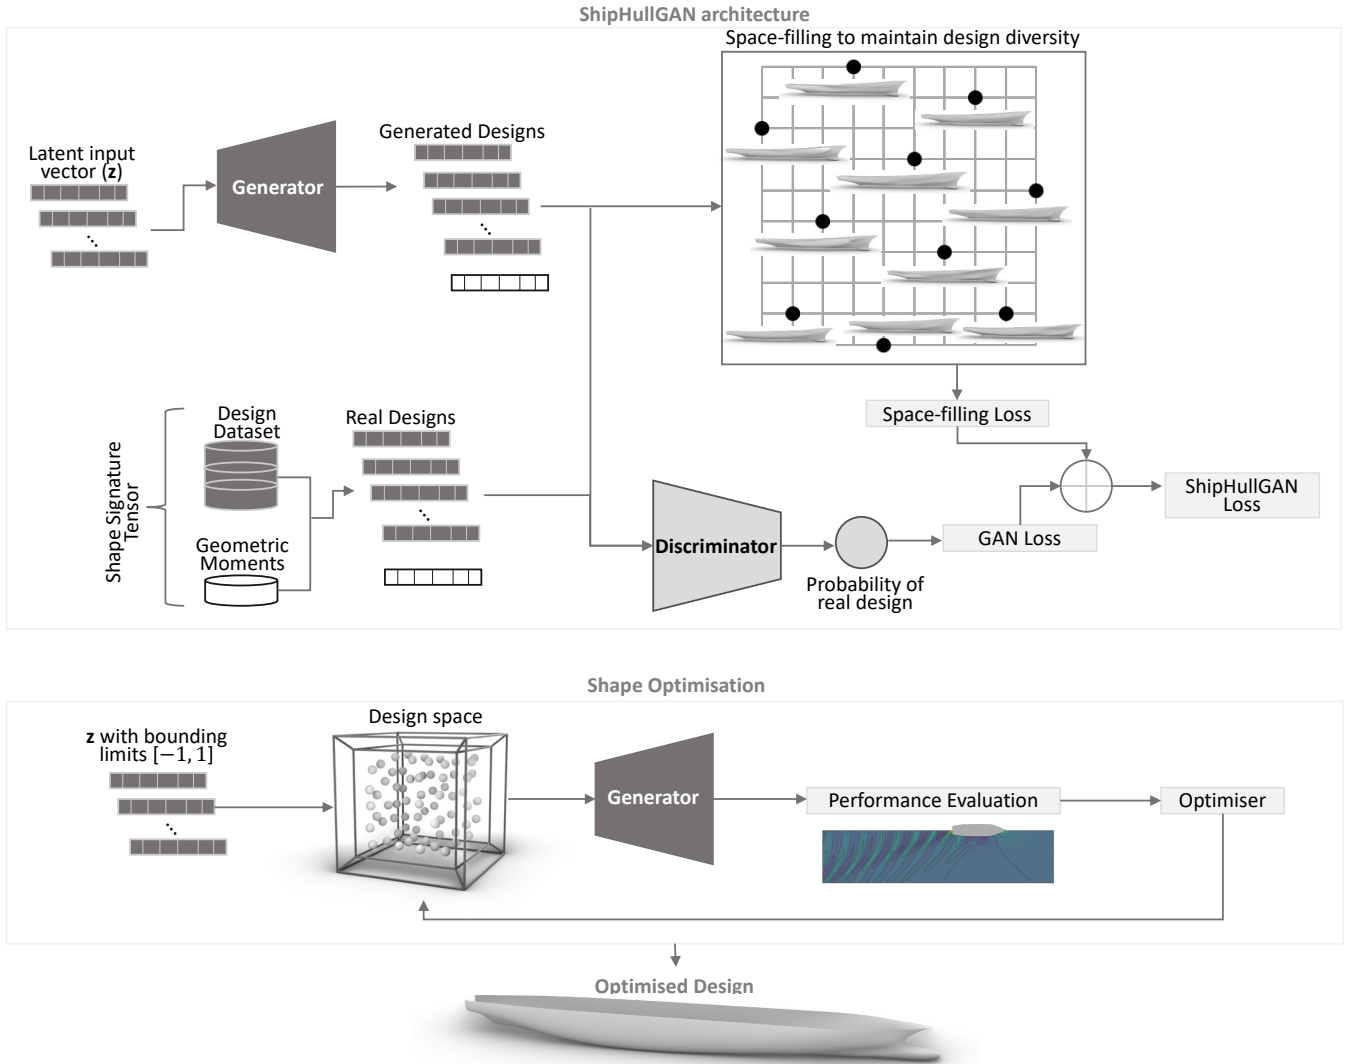 ShipHullGAN architecture
Space-filling to maintain design diversity
Generated Designs
Latent input
vector (z)
Generator
Space-filling Loss
Design
Dataset
Real Designs
Shape Signature
Tensor
Geometric
Moments
ShipHullGAN
Loss
GAN Loss
Discriminator
Probability of
real design
Shape Optimisation
Design space
z with bounding
limits [−1, 1]
Generator
Performance Evaluation
Optimiser
Optimised Design